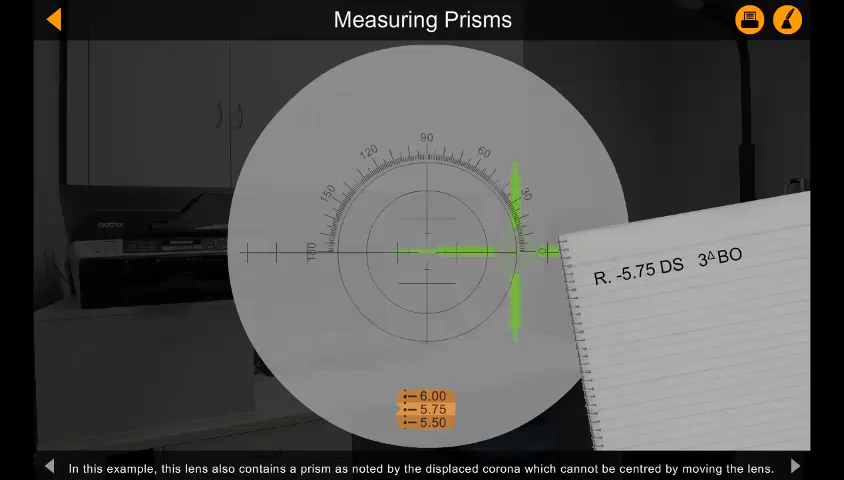 Measuring Prisms
90
120
60
150
30
180
0
brother
R. -5.75 DS 3Δ BO
6.00
5.75
5.50
In this example, this lens also contains a prism as noted by the displaced corona which cannot be centred by moving the lens.